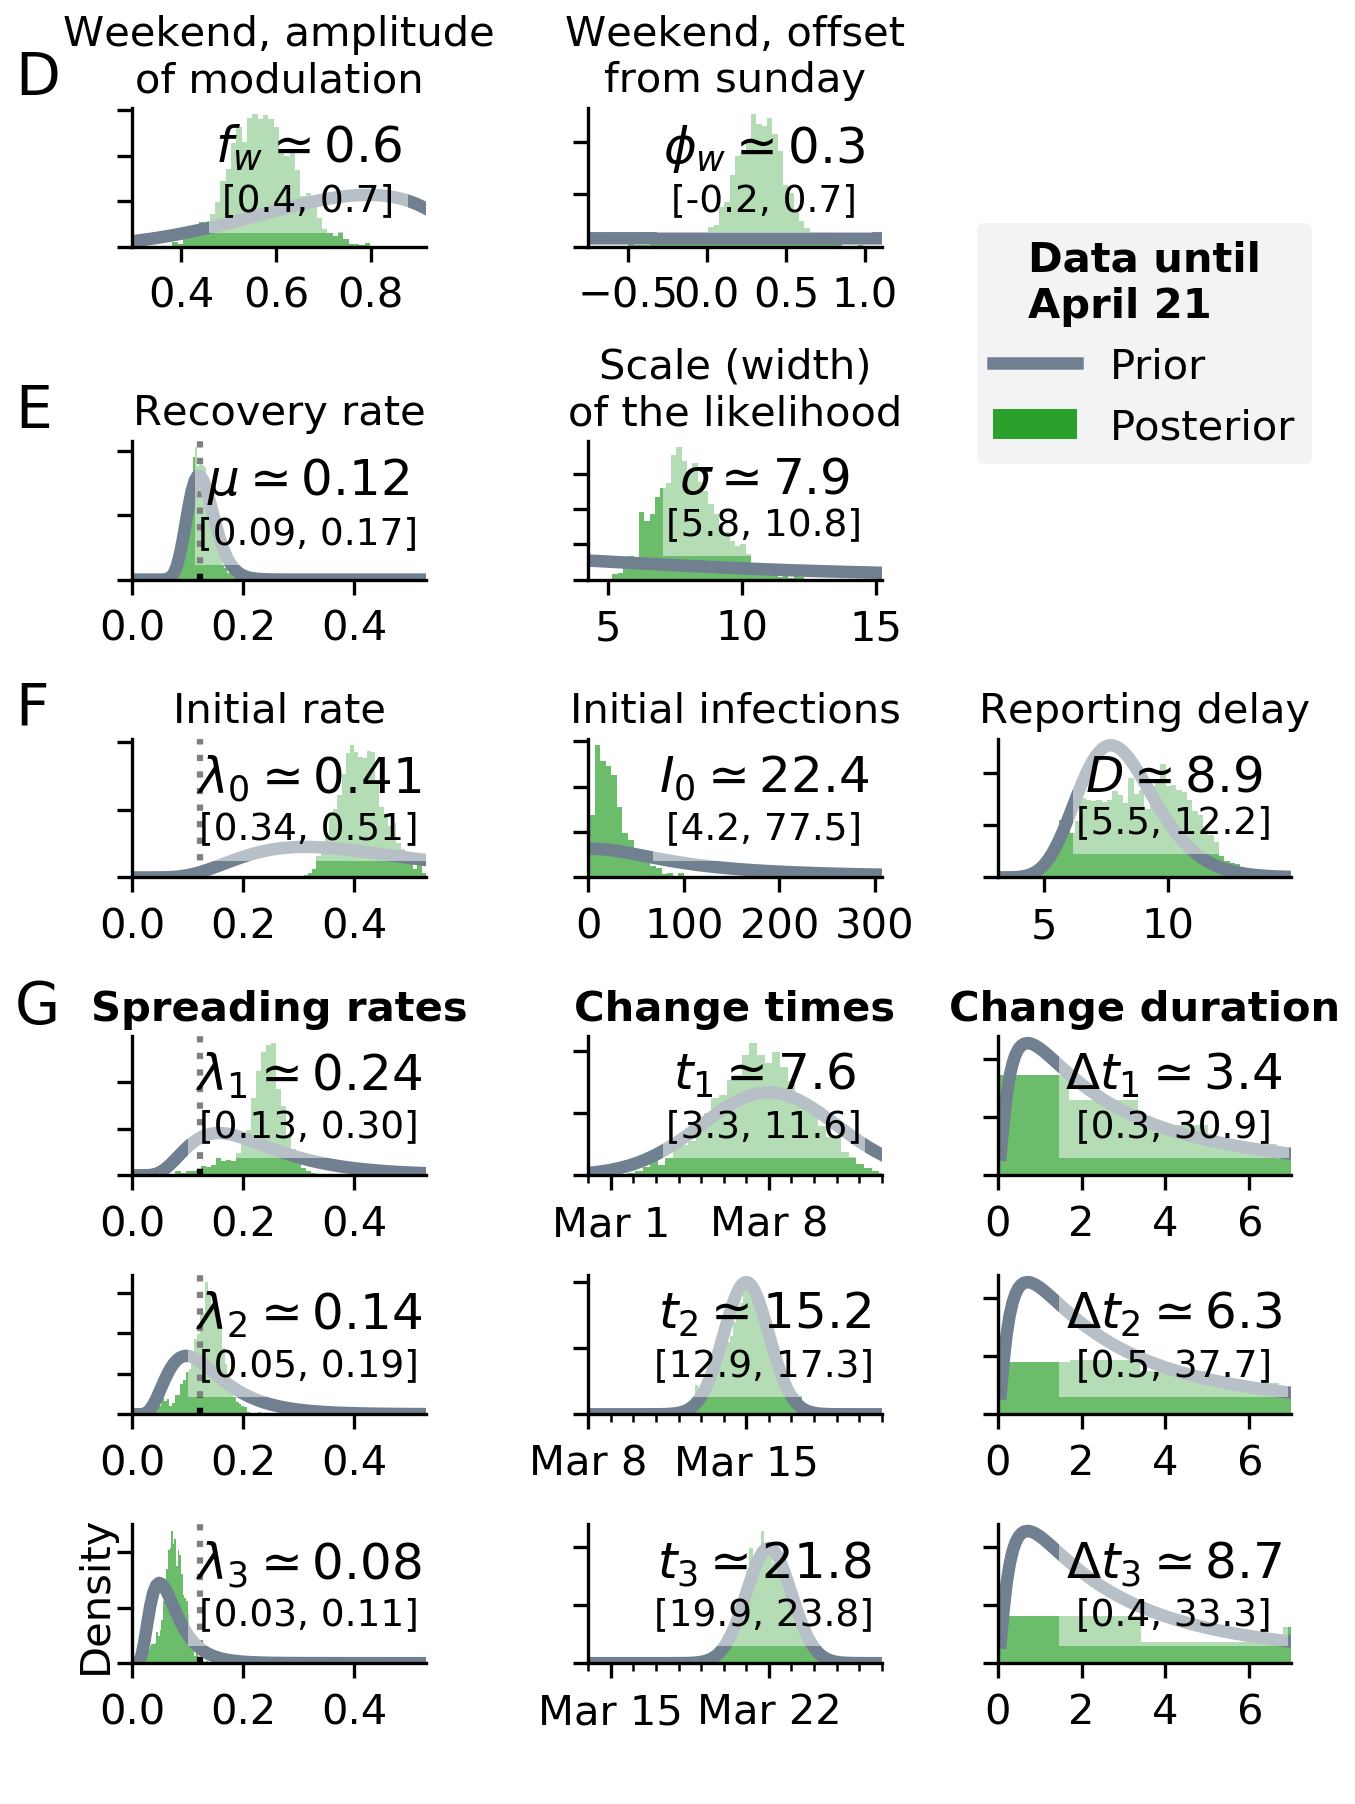 D
Weekend, amplitude
of modulation
f_w ≃ 0.6
[0.4, 0.7]
0.4 0.6 0.8
Weekend, offset
from sunday
ϕ_w ≃ 0.3
[-0.2, 0.7]
−0.5 0.0 0.5 1.0
Data until
April 21
Prior
Posterior
E
Recovery rate
μ ≃ 0.12
[0.09, 0.17]
0.0 0.2 0.4
Scale (width)
of the likelihood
σ ≃ 7.9
[5.8, 10.8]
5 10 15
F
Initial rate
λ_0 ≃ 0.41
[0.34, 0.51]
0.0 0.2 0.4
Initial infections
I_0 ≃ 22.4
[4.2, 77.5]
0 100 200 300
Reporting delay
D ≃ 8.9
[5.5, 12.2]
5 10
G
Spreading rates
λ_1 ≃ 0.24
[0.13, 0.30]
0.0 0.2 0.4
Change times
t_1 ≃ 7.6
[3.3, 11.6]
Mar 1 Mar 8
Change duration
Δt_1 ≃ 3.4
[0.3, 30.9]
0 2 4 6
λ_2 ≃ 0.14
[0.05, 0.19]
0.0 0.2 0.4
t_2 ≃ 15.2
[12.9, 17.3]
Mar 8 Mar 15
Δt_2 ≃ 6.3
[0.5, 37.7]
0 2 4 6
Density
λ_3 ≃ 0.08
[0.03, 0.11]
0.0 0.2 0.4
t_3 ≃ 21.8
[19.9, 23.8]
Mar 15 Mar 22
Δt_3 ≃ 8.7
[0.4, 33.3]
0 2 4 6